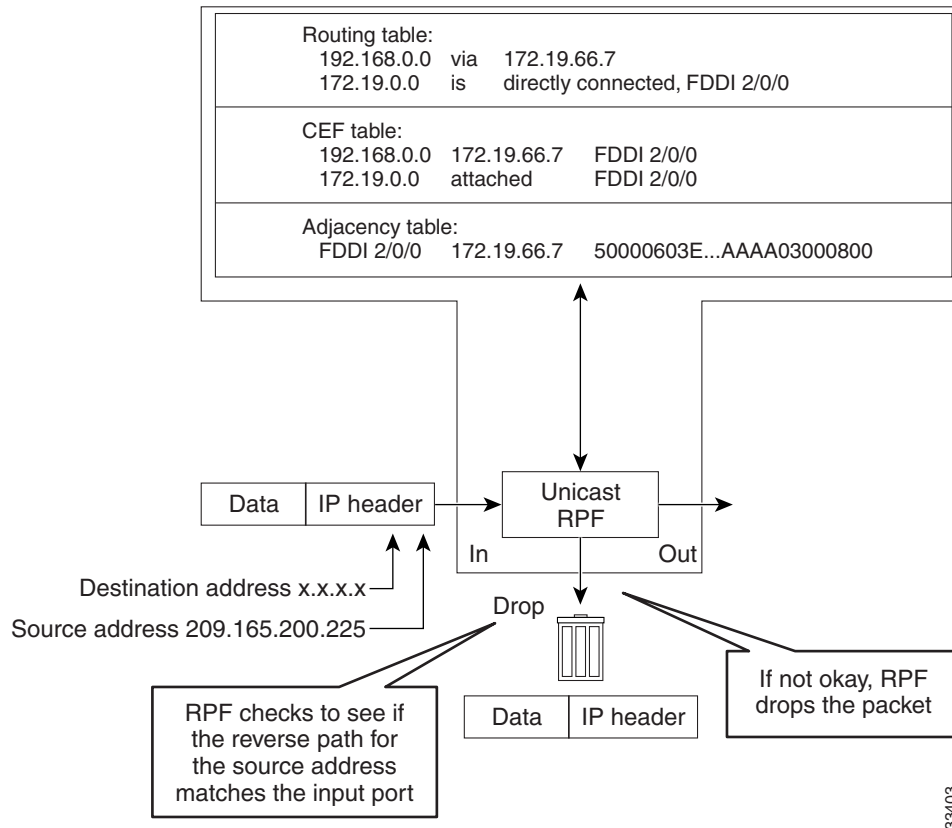 Routing table:
192.168.0.0 via 172.19.66.7
172.19.0.0 is directly connected, FDDI 2/0/0
CEF table:
192.168.0.0 172.19.66.7 FDDI 2/0/0
172.19.0.0 attached FDDI 2/0/0
Adjacency table:
FDDI 2/0/0 172.19.66.7 50000603E...AAAA03000800
Data IP header
Unicast
RPF
In Out
Destination address x.x.x.x
Source address 209.165.200.225
Drop
RPF checks to see if
the reverse path for
the source address
matches the input port
Data IP header
If not okay, RPF
drops the packet
33403